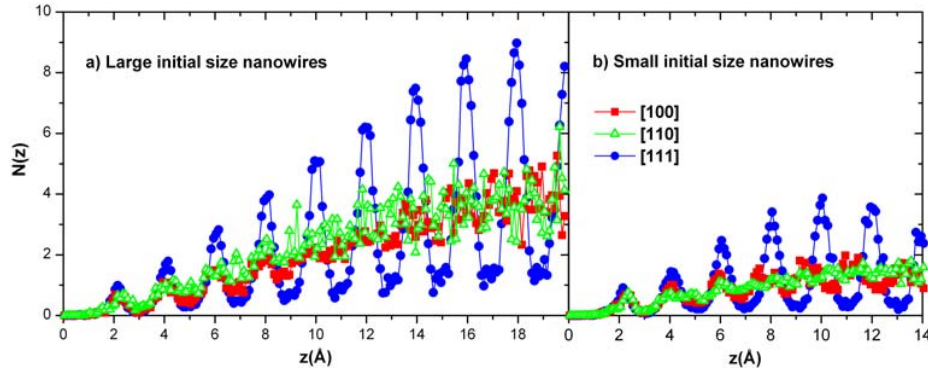 a) Large initial size nanowires
b) Small initial size nanowires
[100]
[110]
[111]
N(z)
10
8
6
4
2
0
0 2 4 6 8 10 12 14 16 18
0 2 4 6 8 10 12 14
z(Å)
z(Å)